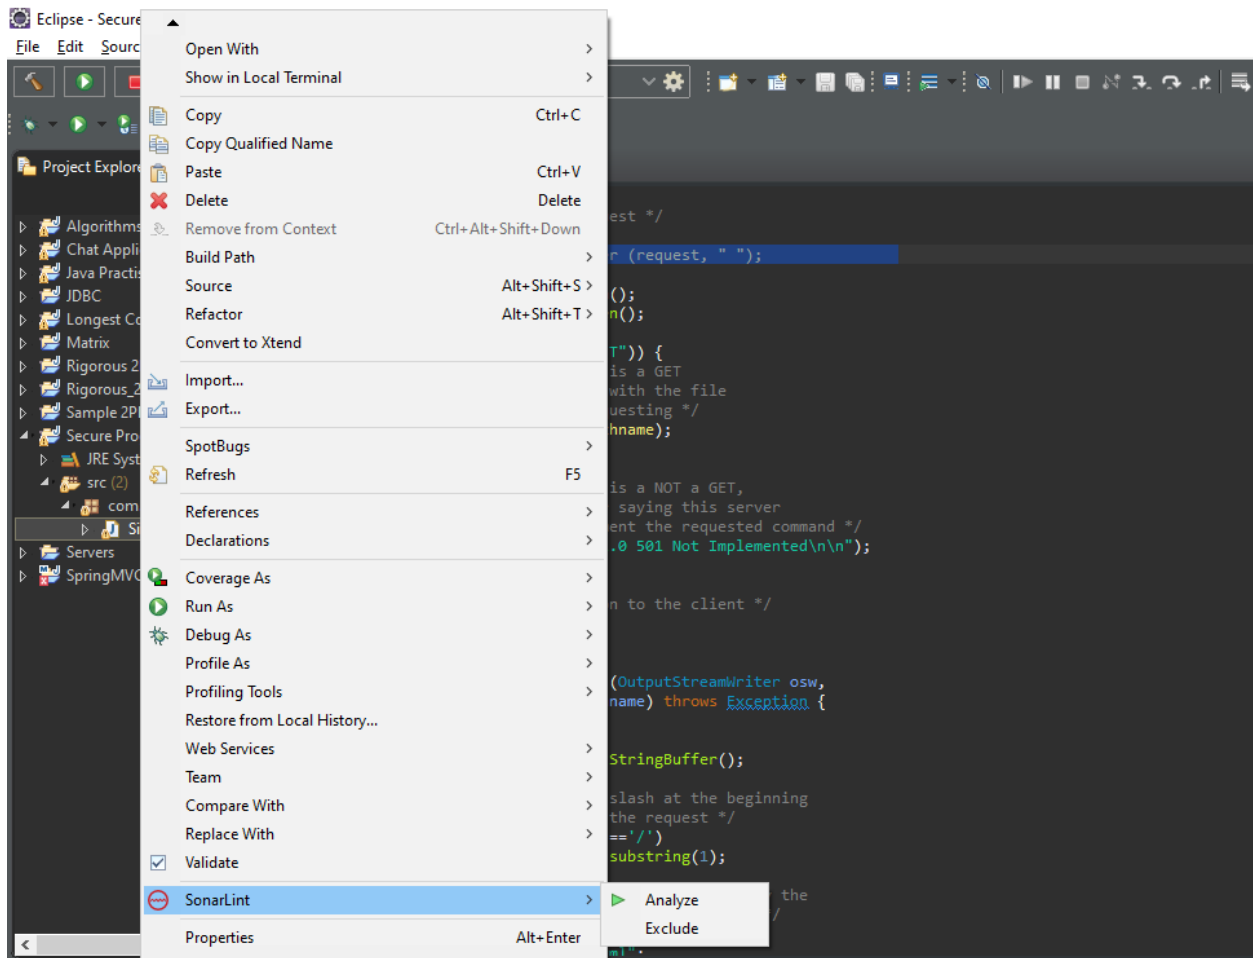 Eclipse - Secure
File Edit Sourc
Open With
Show in Local Terminal
Copy Ctrl+C
Copy Qualified Name
Paste Ctrl+V
Delete Delete
Remove from Context Ctrl+Alt+Shift+Down
Build Path
Source Alt+Shift+S
Refactor Alt+Shift+T
Convert to Xtend
Import...
Export...
SpotBugs
Refresh F5
References
Declarations
Coverage As
Run As
Debug As
Profile As
Profiling Tools
Restore from Local History...
Web Services
Team
Compare With
Replace With
Validate
SonarLint
Properties Alt+Enter
Analyze
Exclude
Project Explore
Algorithms
Chat Appli
Java Practis
JDBC
Longest Co
Matrix
Rigorous 2
Rigorous_2
Sample 2P
Secure Pro
JRE Syst
src (2)
com
Si
Servers
SpringMVC
est */
r (request, " ");
();
n();
T")) {
is a GET
with the file
uesting */
hname);
is a NOT a GET,
saying this server
ent the requested command */
.0 501 Not Implemented\n\n");
n to the client */
(OutputStreamWriter osw,
name) throws Exception {
StringBuffer();
slash at the beginning
the request */
=='/')
substring(1);
the
/
ml";